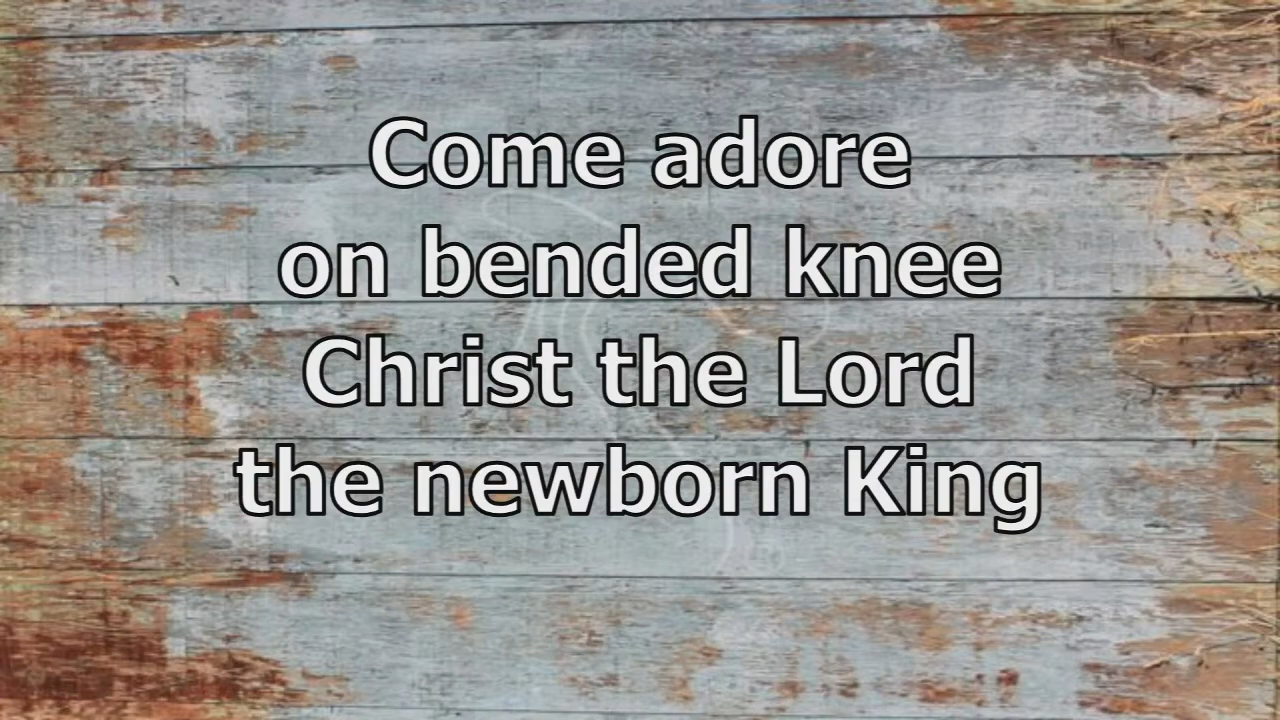 Come adore
on bended knee
Christ the Lord
the newborn King